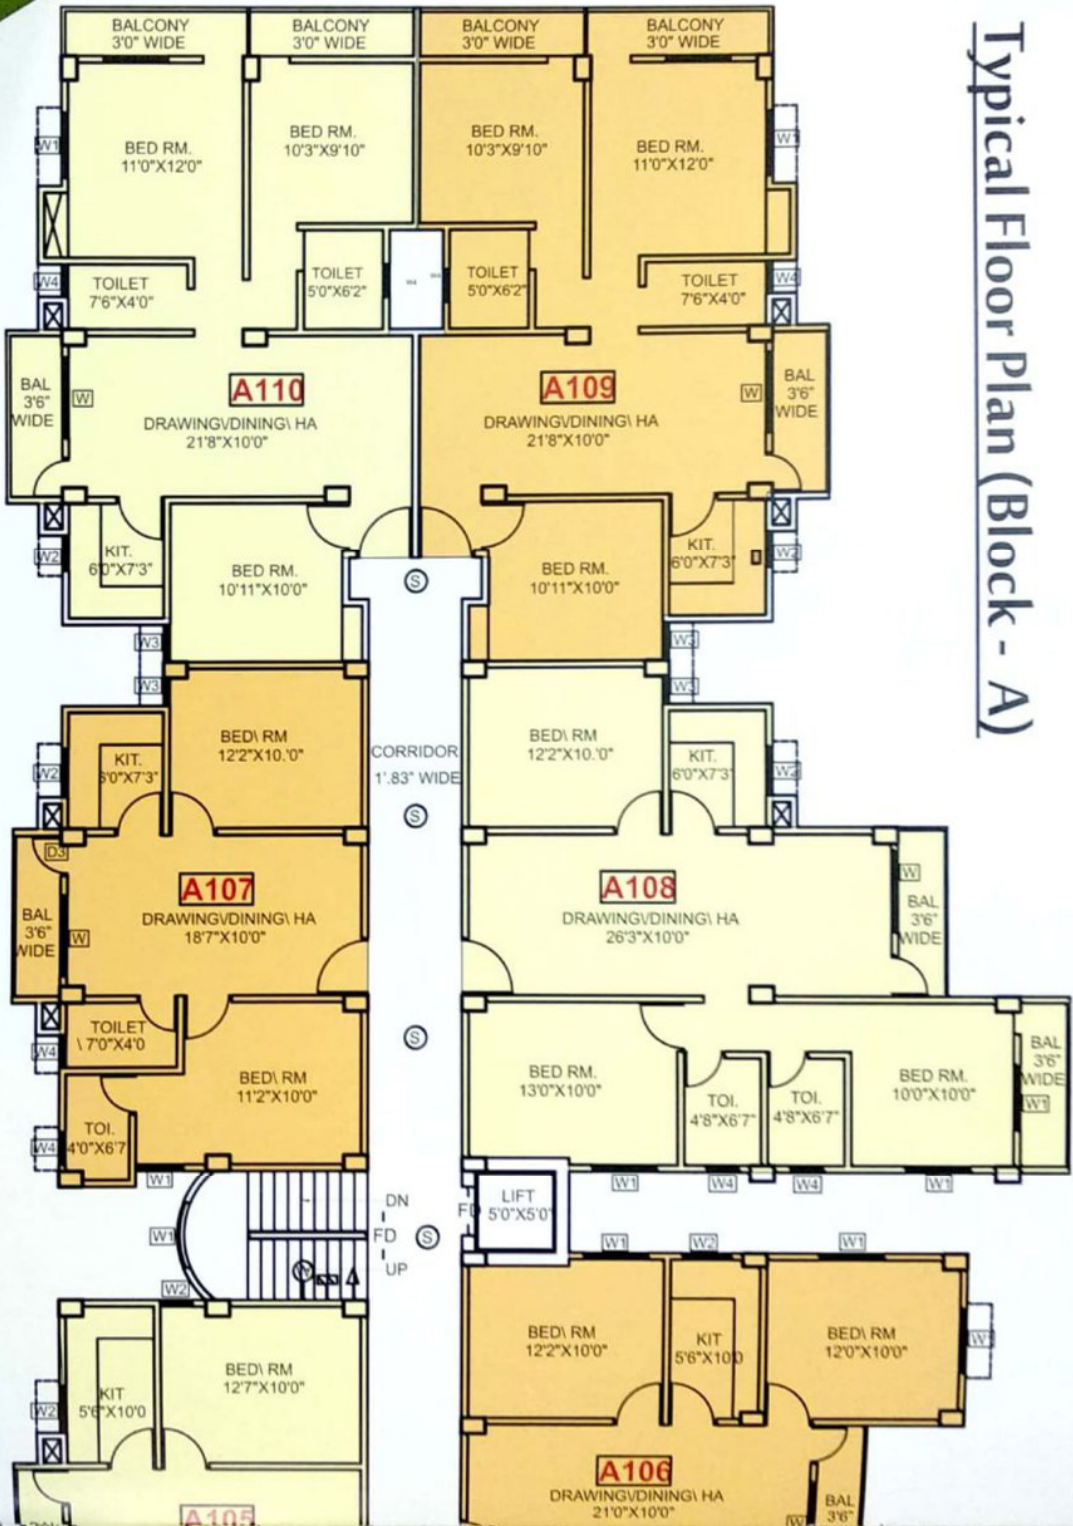 Typical Floor Plan (Block - A)
BALCONY
3'0" WIDE
BALCONY
3'0" WIDE
BALCONY
3'0" WIDE
BALCONY
3'0" WIDE
W1
BED RM.
11'0"X12'0"
BED RM.
10'3"X9'10"
BED RM.
10'3"X9'10"
BED RM.
11'0"X12'0"
W1
W4
TOILET
7'6"X4'0"
TOILET
5'0"X6'2"
W4
TOILET
5'0"X6'2"
TOILET
7'6"X4'0"
W4
BAL
3'6"
WIDE
W
A110
DRAWING\/DINING\ HA
21'8"X10'0"
A109
DRAWING\/DINING\ HA
21'8"X10'0"
W
BAL
3'6"
WIDE
W2
KIT.
6'0"X7'3"
BED RM.
10'11"X10'0"
S
BED RM.
10'11"X10'0"
KIT.
6'0"X7'3"
W2
W3
W3
W3
W3
W2
KIT.
6'0"X7'3"
BED\ RM
12'2"X10.'0"
CORRIDOR
1'.83" WIDE
BED\ RM
12'2"X10.'0"
KIT.
6'0"X7'3"
W2
S
D3
BAL
3'6"
WIDE
W
A107
DRAWING\/DINING\ HA
18'7"X10'0"
A108
DRAWING\/DINING\ HA
26'3"X10'0"
W
BAL
3'6"
WIDE
TOILET
\ 7'0"X4'0
W4
S
BED\ RM
11'2"X10'0"
TOI.
4'0"X6'7
W4
BED RM.
13'0"X10'0"
TOI.
4'8"X6'7"
TOI.
4'8"X6'7"
BED RM.
10'0"X10'0"
BAL
3'6"
WIDE
W1
W1
W1
W4
W4
W1
W1
DN
FD
UP
S
FD
LIFT
5'0"X5'0"
W2
W1
W2
W1
BED\ RM
12'2"X10'0"
KIT
5'6"X10'0
BED\ RM
12'0"X10'0"
W
KIT
5'6"X10'0
BED\ RM
12'7"X10'0"
W2
A105
A106
DRAWING\/DINING\ HA
21'0"X10'0"
W
BAL
3'6"